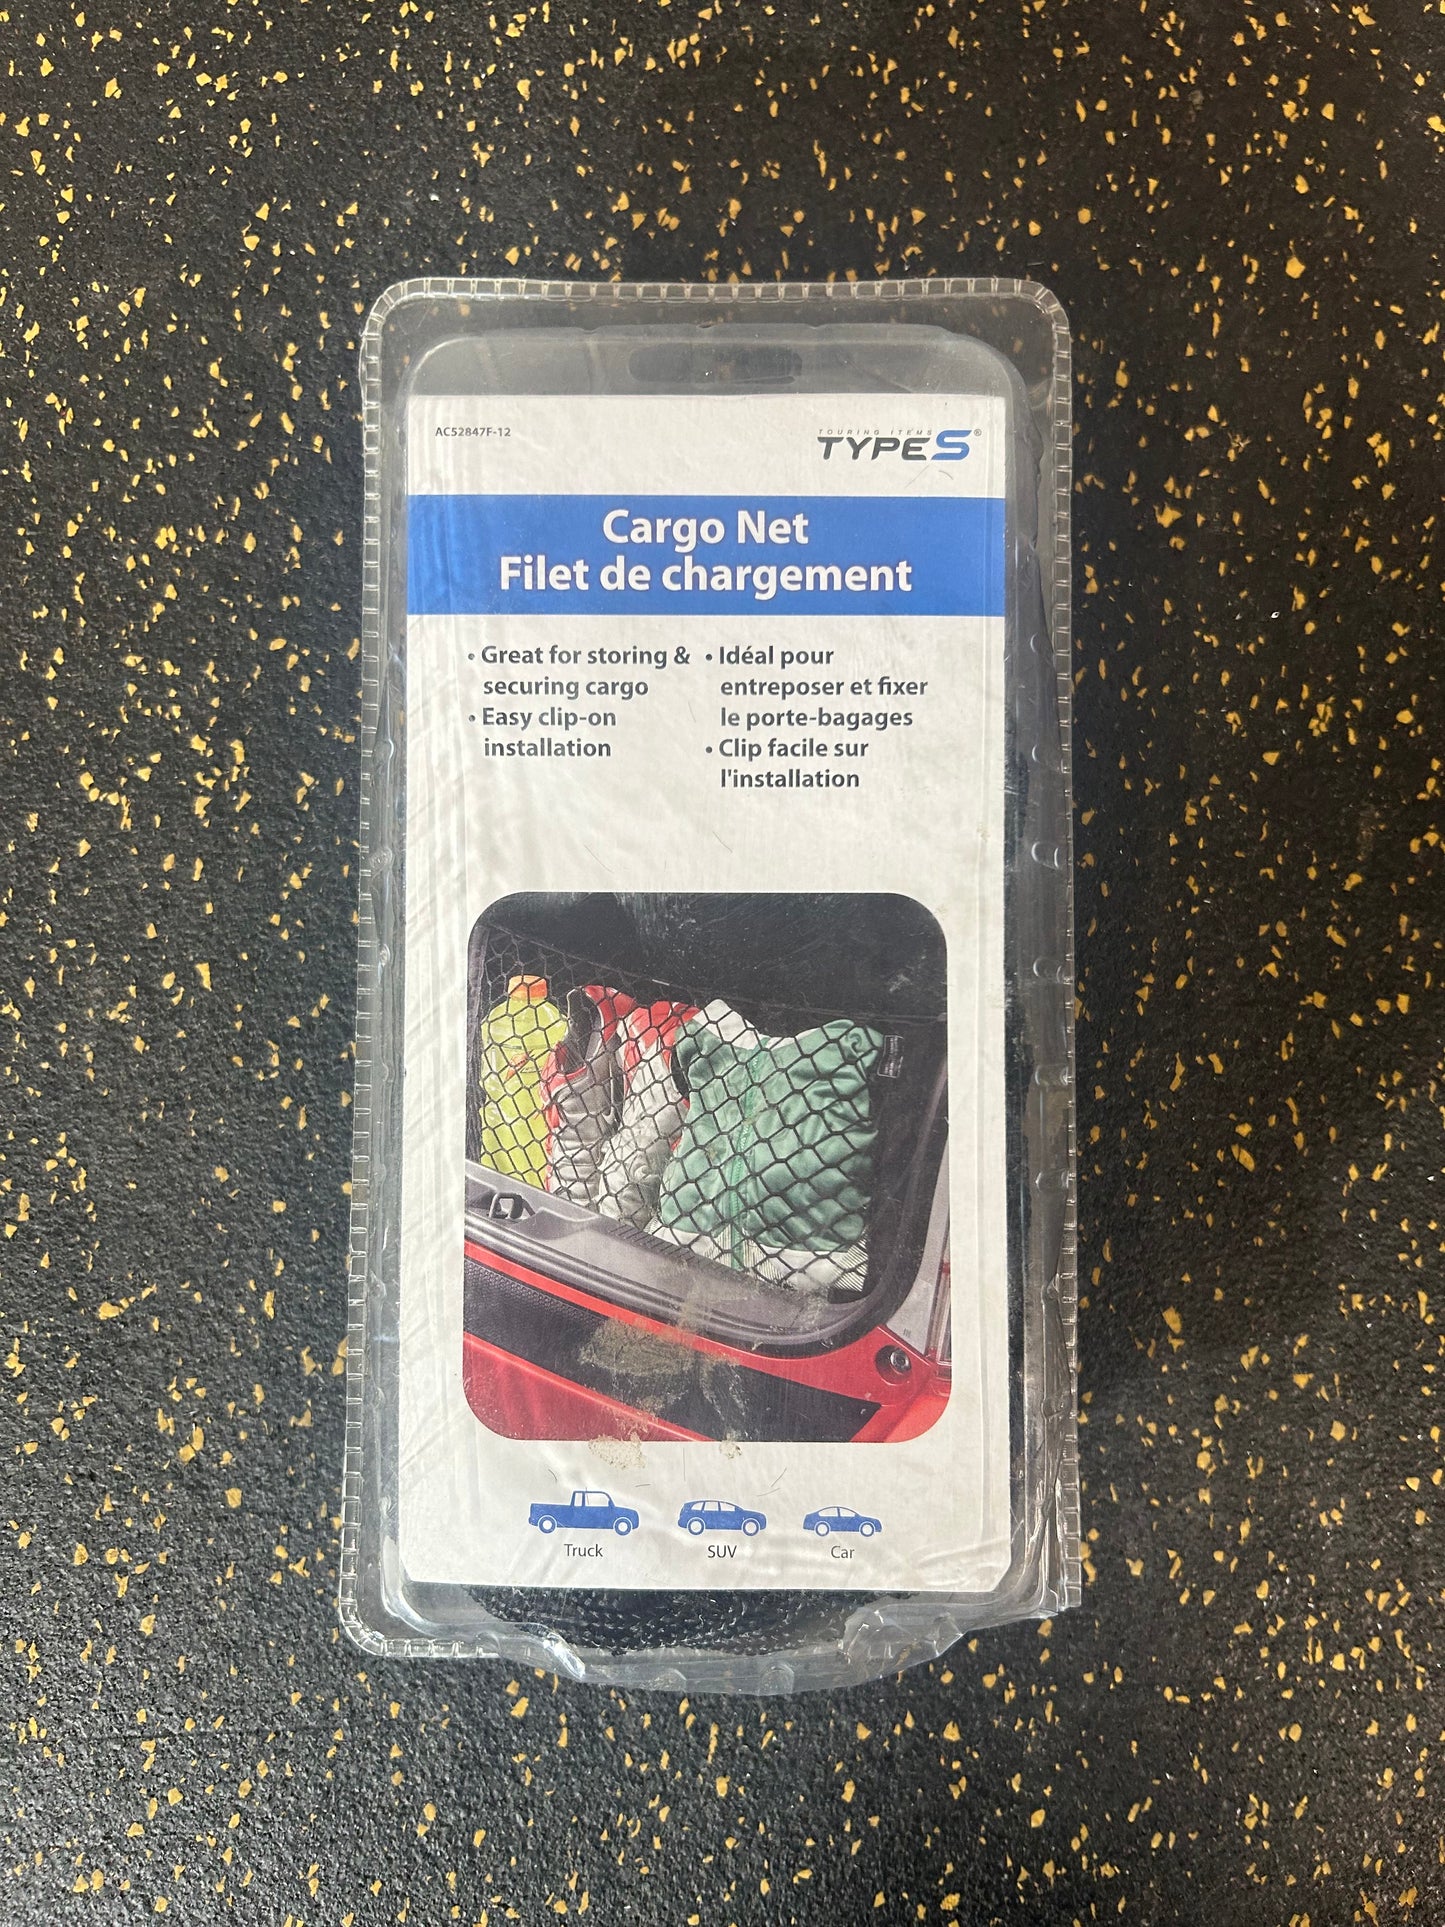 AC52847F-12
TOURING ITEMS
TYPE S®
Cargo Net
Filet de chargement
• Great for storing &
securing cargo
• Easy clip-on
installation
• Idéal pour
entreposer et fixer
le porte-bagages
• Clip facile sur
l'installation
Truck
SUV
Car